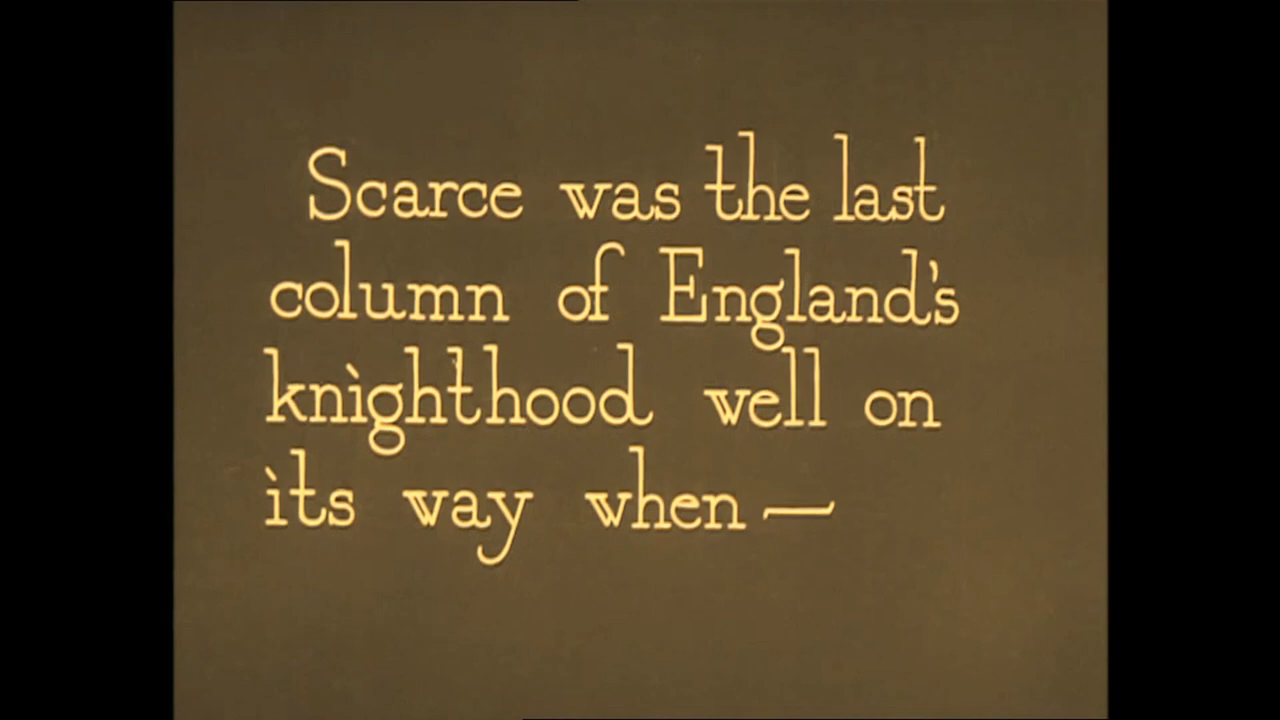 Scarce was the last
column of England's
knighthood well on
its way when —